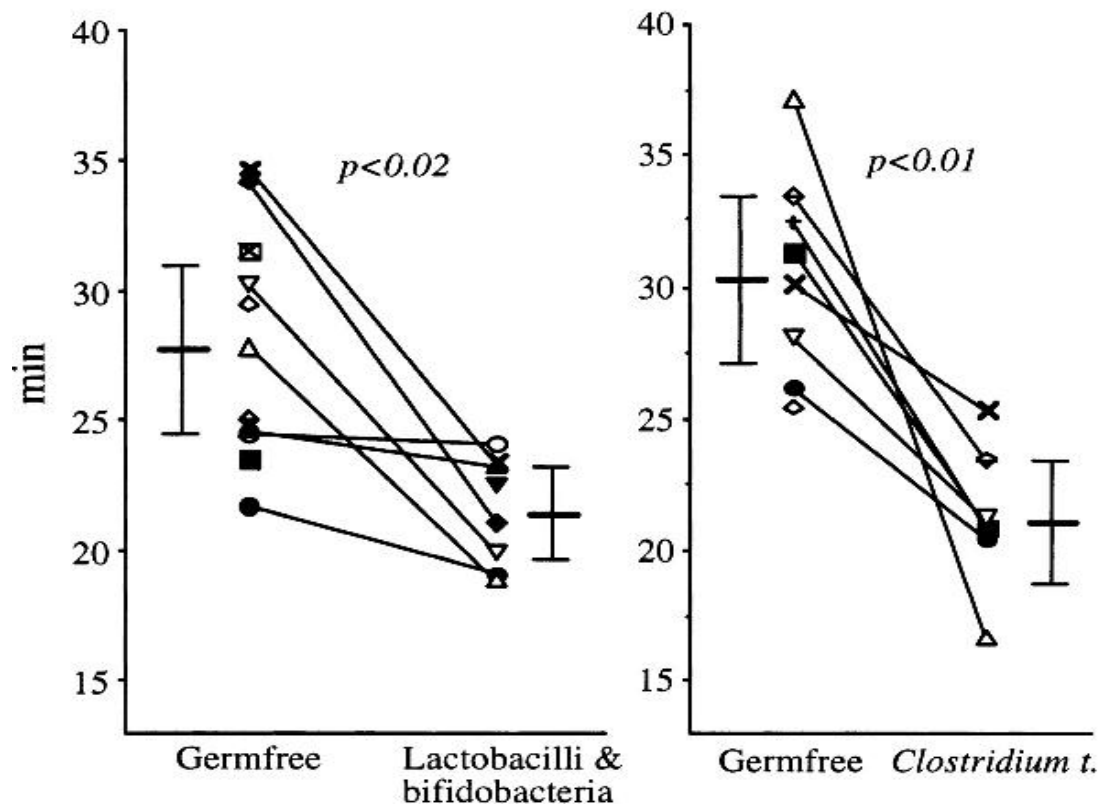 min
40
35
30
25
20
15
p<0.02
Germfree
Lactobacilli &
bifidobacteria
40
35
30
25
20
15
p<0.01
Germfree
Clostridium t.